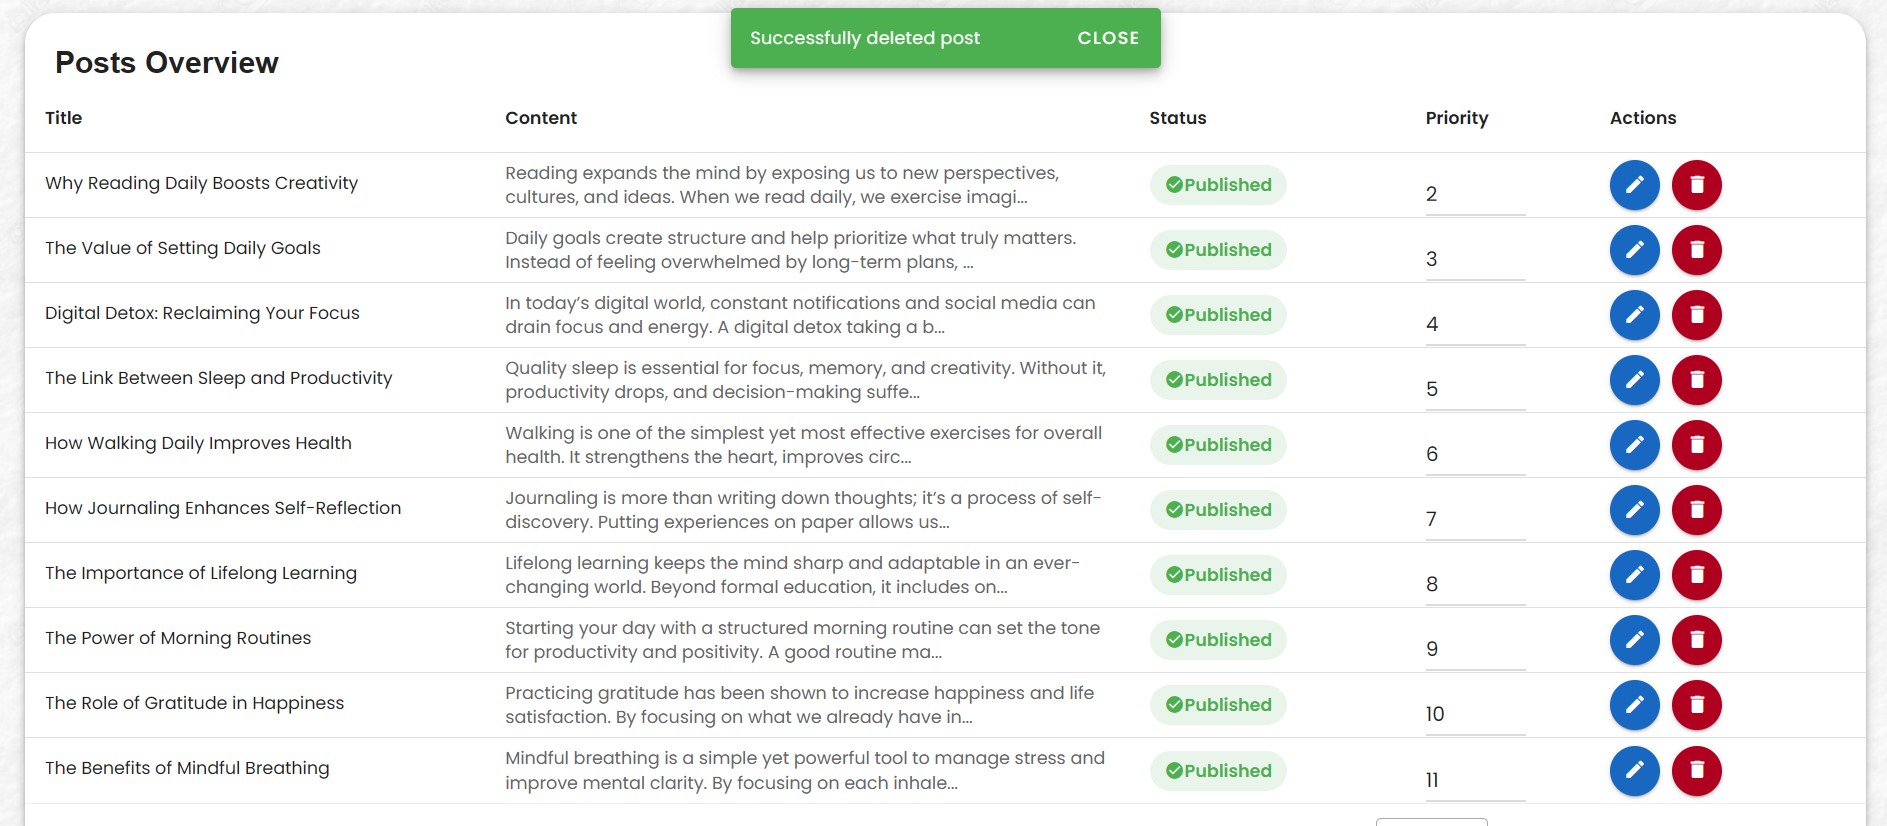 Successfully deleted post CLOSE
Posts Overview
Title Content Status Priority Actions
Why Reading Daily Boosts Creativity
Reading expands the mind by exposing us to new perspectives,
cultures, and ideas. When we read daily, we exercise imagi...
Published
2
The Value of Setting Daily Goals
Daily goals create structure and help prioritize what truly matters.
Instead of feeling overwhelmed by long-term plans, ...
Published
3
Digital Detox: Reclaiming Your Focus
In today’s digital world, constant notifications and social media can
drain focus and energy. A digital detox taking a b...
Published
4
The Link Between Sleep and Productivity
Quality sleep is essential for focus, memory, and creativity. Without it,
productivity drops, and decision-making suffe...
Published
5
How Walking Daily Improves Health
Walking is one of the simplest yet most effective exercises for overall
health. It strengthens the heart, improves circ...
Published
6
How Journaling Enhances Self-Reflection
Journaling is more than writing down thoughts; it’s a process of self-
discovery. Putting experiences on paper allows us...
Published
7
The Importance of Lifelong Learning
Lifelong learning keeps the mind sharp and adaptable in an ever-
changing world. Beyond formal education, it includes on...
Published
8
The Power of Morning Routines
Starting your day with a structured morning routine can set the tone
for productivity and positivity. A good routine ma...
Published
9
The Role of Gratitude in Happiness
Practicing gratitude has been shown to increase happiness and life
satisfaction. By focusing on what we already have in...
Published
10
The Benefits of Mindful Breathing
Mindful breathing is a simple yet powerful tool to manage stress and
improve mental clarity. By focusing on each inhale...
Published
11